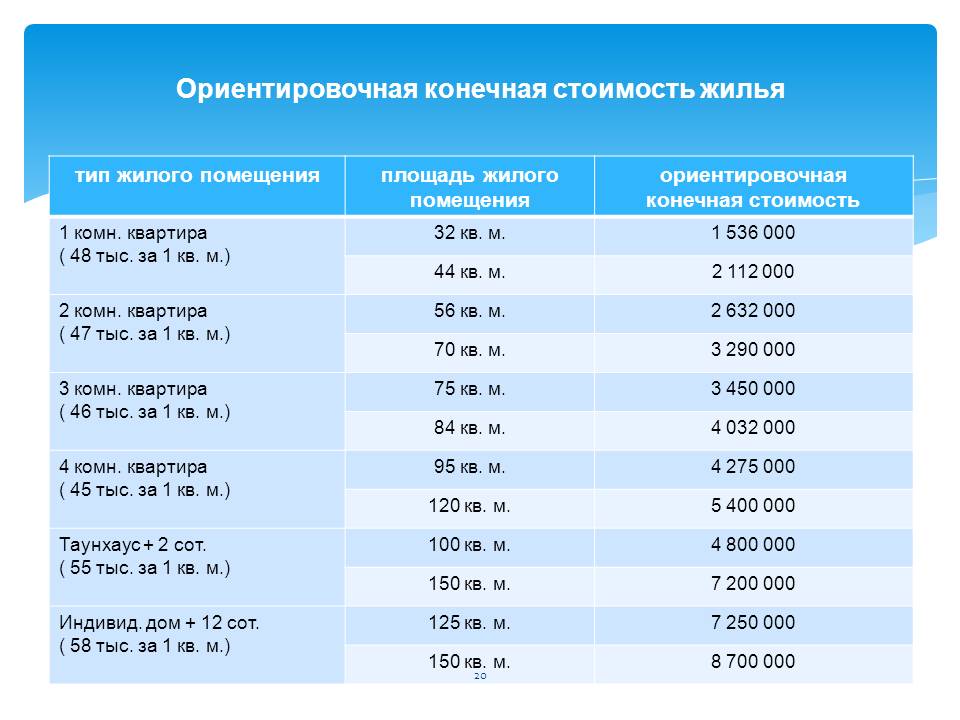 Ориентировочная конечная стоимость жилья
тип жилого помещения
площадь жилого
помещения
ориентировочная
конечная стоимость
1 комн. квартира
( 48 тыс. за 1 кв. м.)
32 кв. м.
1 536 000
44 кв. м.
2 112 000
2 комн. квартира
( 47 тыс. за 1 кв. м.)
56 кв. м.
2 632 000
70 кв. м.
3 290 000
3 комн. квартира
( 46 тыс. за 1 кв. м.)
75 кв. м.
3 450 000
84 кв. м.
4 032 000
4 комн. квартира
( 45 тыс. за 1 кв. м.)
95 кв. м.
4 275 000
120 кв. м.
5 400 000
Таунхаус + 2 сот.
( 55 тыс. за 1 кв. м.)
100 кв. м.
4 800 000
150 кв. м.
7 200 000
Индивид. дом + 12 сот.
( 58 тыс. за 1 кв. м.)
125 кв. м.
7 250 000
150 кв. м.
8 700 000
20